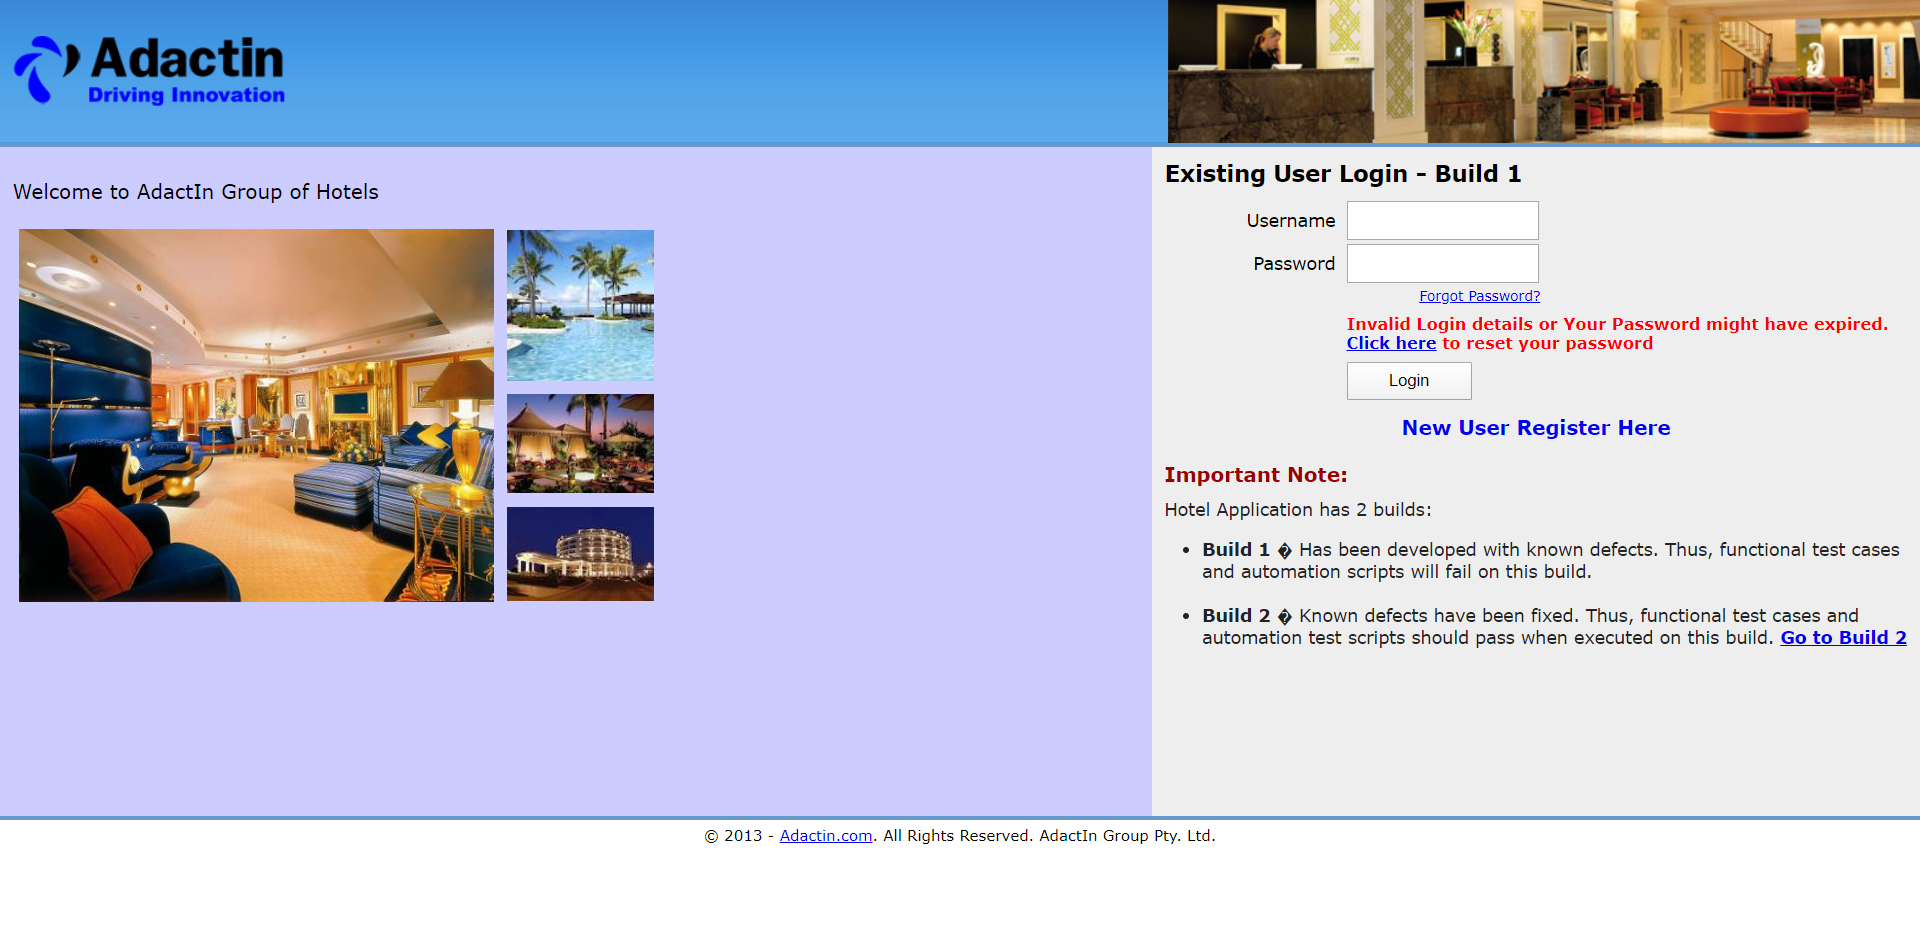 Adactin
Driving Innovation
Welcome to AdactIn Group of Hotels
Existing User Login - Build 1
Username
Password
Forgot Password?
Invalid Login details or Your Password might have expired.
Click here to reset your password
Login
New User Register Here
Important Note:
Hotel Application has 2 builds:
• Build 1 � Has been developed with known defects. Thus, functional test cases
and automation scripts will fail on this build.
• Build 2 � Known defects have been fixed. Thus, functional test cases and
automation test scripts should pass when executed on this build. Go to Build 2
© 2013 - Adactin.com. All Rights Reserved. AdactIn Group Pty. Ltd.